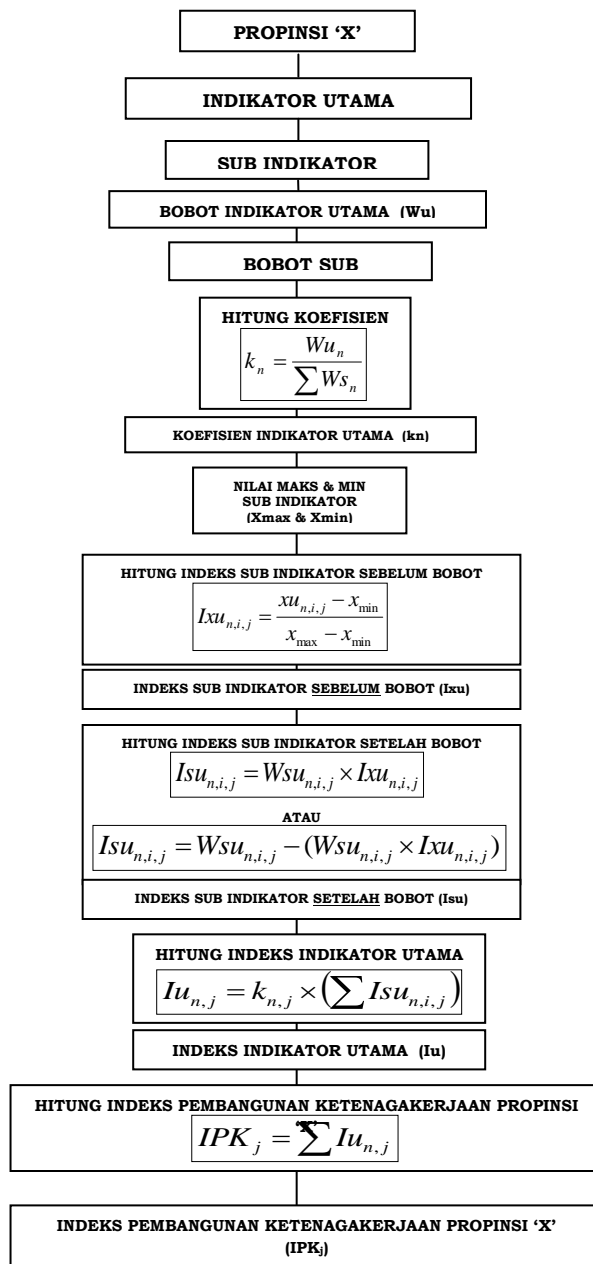 PROPINSI ‘X’
INDIKATOR UTAMA
SUB INDIKATOR
BOBOT INDIKATOR UTAMA (Wu)
BOBOT SUB
HITUNG KOEFISIEN
k_n = Wu_n / ∑ Ws_n
KOEFISIEN INDIKATOR UTAMA (kn)
NILAI MAKS & MIN
SUB INDIKATOR
(Xmax & Xmin)
HITUNG INDEKS SUB INDIKATOR SEBELUM BOBOT
Ixu_{n,i,j} = (xu_{n,i,j} − x_min) / (x_max − x_min)
INDEKS SUB INDIKATOR SEBELUM BOBOT (Ixu)
HITUNG INDEKS SUB INDIKATOR SETELAH BOBOT
Isu_{n,i,j} = Wsu_{n,i,j} × Ixu_{n,i,j}
ATAU
Isu_{n,i,j} = Wsu_{n,i,j} − (Wsu_{n,i,j} × Ixu_{n,i,j})
INDEKS SUB INDIKATOR SETELAH BOBOT (Isu)
HITUNG INDEKS INDIKATOR UTAMA
Iu_{n,j} = k_{n,j} × (∑ Isu_{n,i,j})
INDEKS INDIKATOR UTAMA (Iu)
HITUNG INDEKS PEMBANGUNAN KETENAGAKERJAAN PROPINSI
IPK_j = ∑ Iu_{n,j}
INDEKS PEMBANGUNAN KETENAGAKERJAAN PROPINSI ‘X’
(IPK_j)